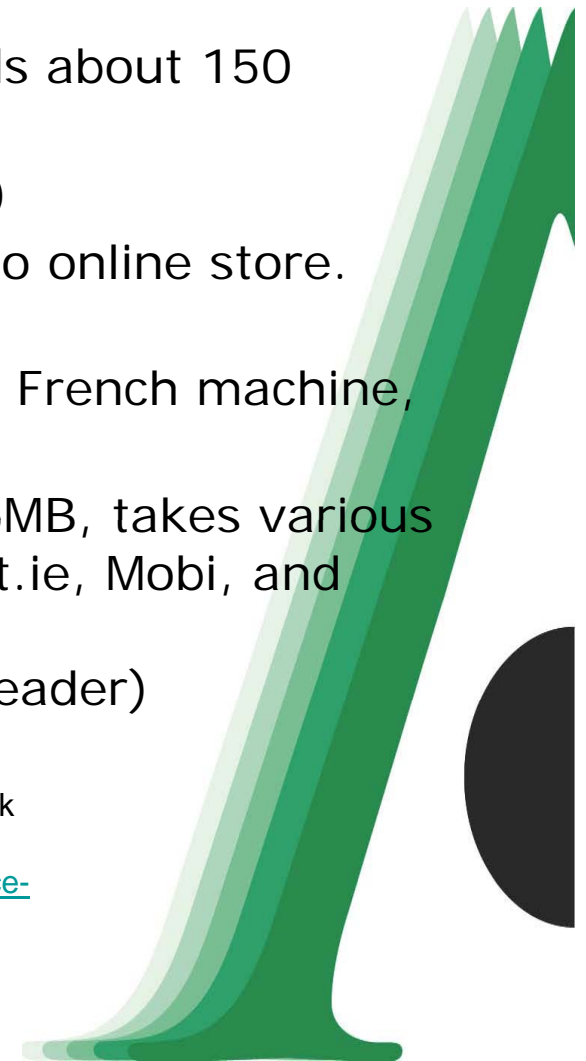 ls about 150
)
o online store.
French machine,
MB, takes various
t.ie, Mobi, and
eader)
k
e-